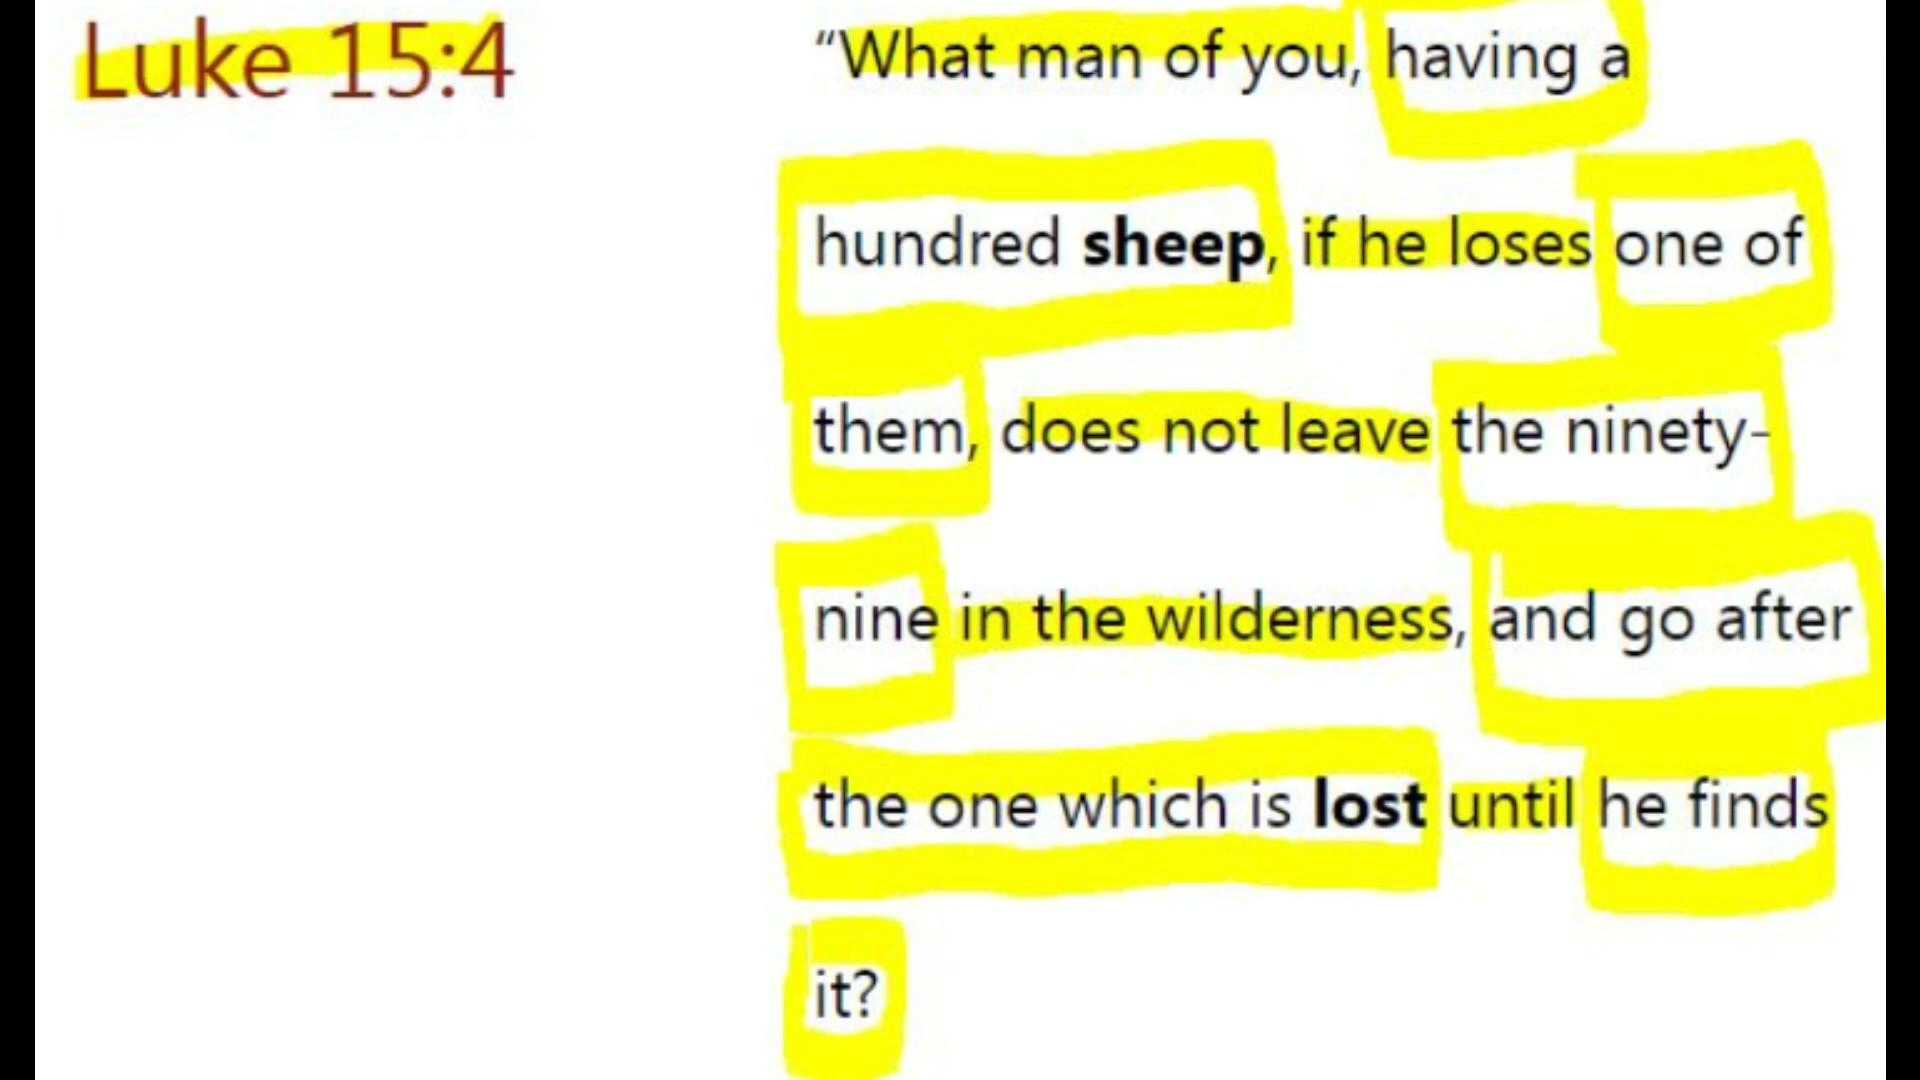 Luke 15:4
“What man of you, having a
hundred sheep, if he loses one of
them, does not leave the ninety-
nine in the wilderness, and go after
the one which is lost until he finds
it?